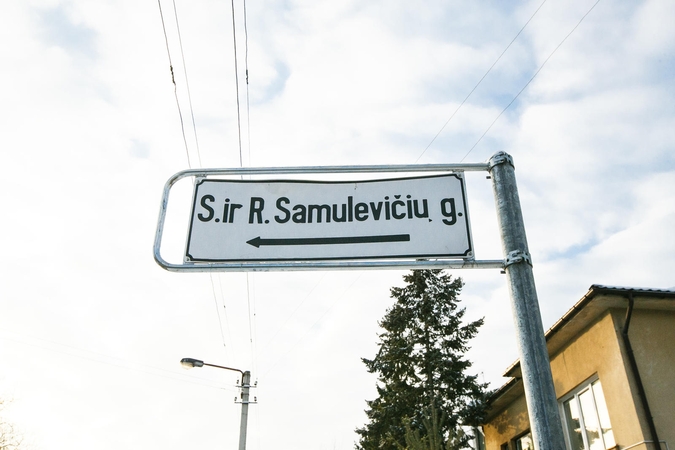 S. ir R. Samulevičių g.